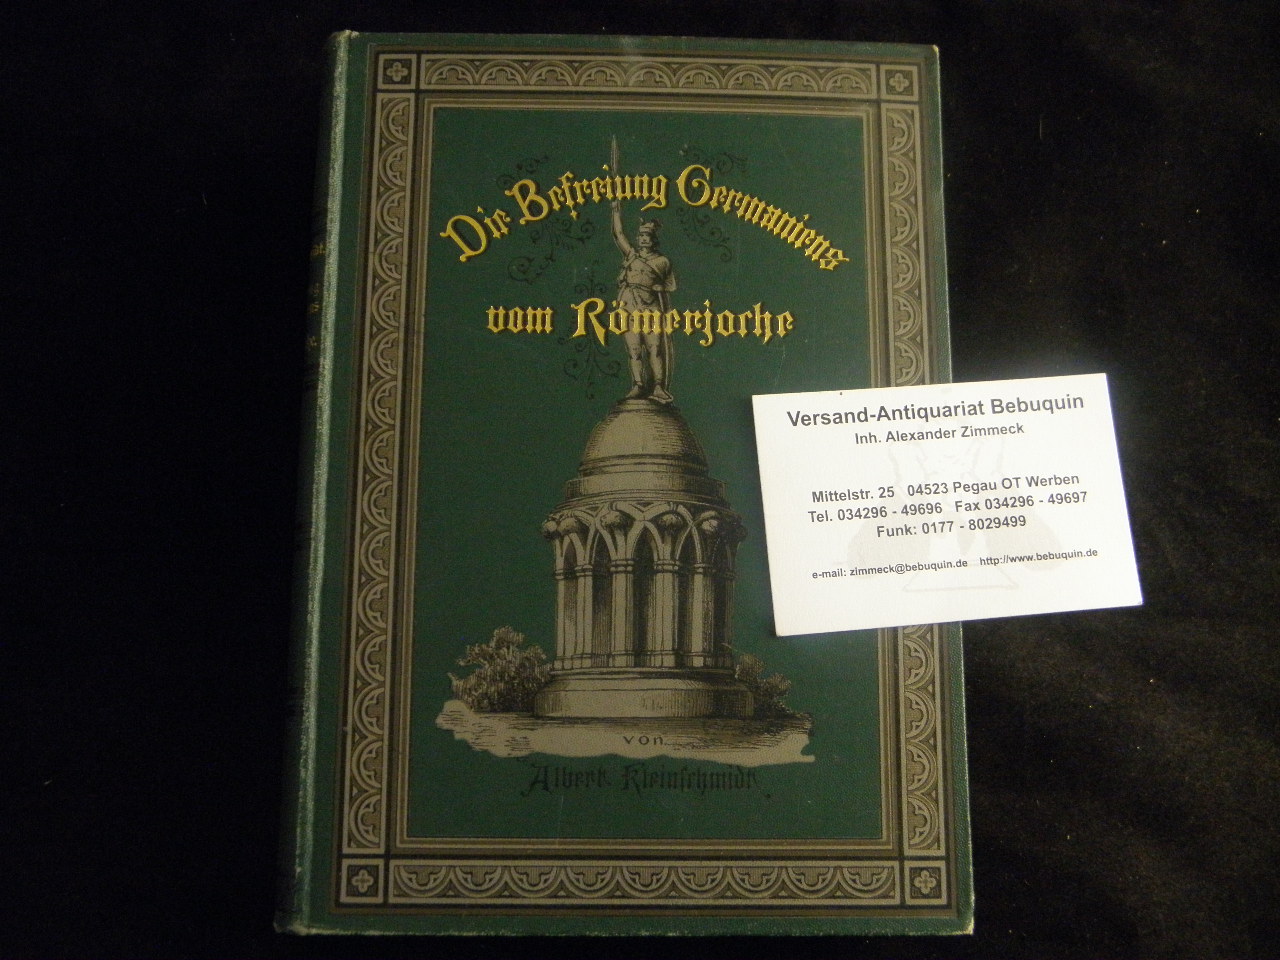 Die Befreiung Germaniens
vom Römerjoche
von
Albert Kleinschmidt.
Versand-Antiquariat Bebuquin
Inh. Alexander Zimmeck
Mittelstr. 25 04523 Pegau OT Werben
Tel. 034296 - 49696 Fax 034296 - 49697
Funk: 0177 - 8029499
e-mail: zimmeck@bebuquin.de http://www.bebuquin.de